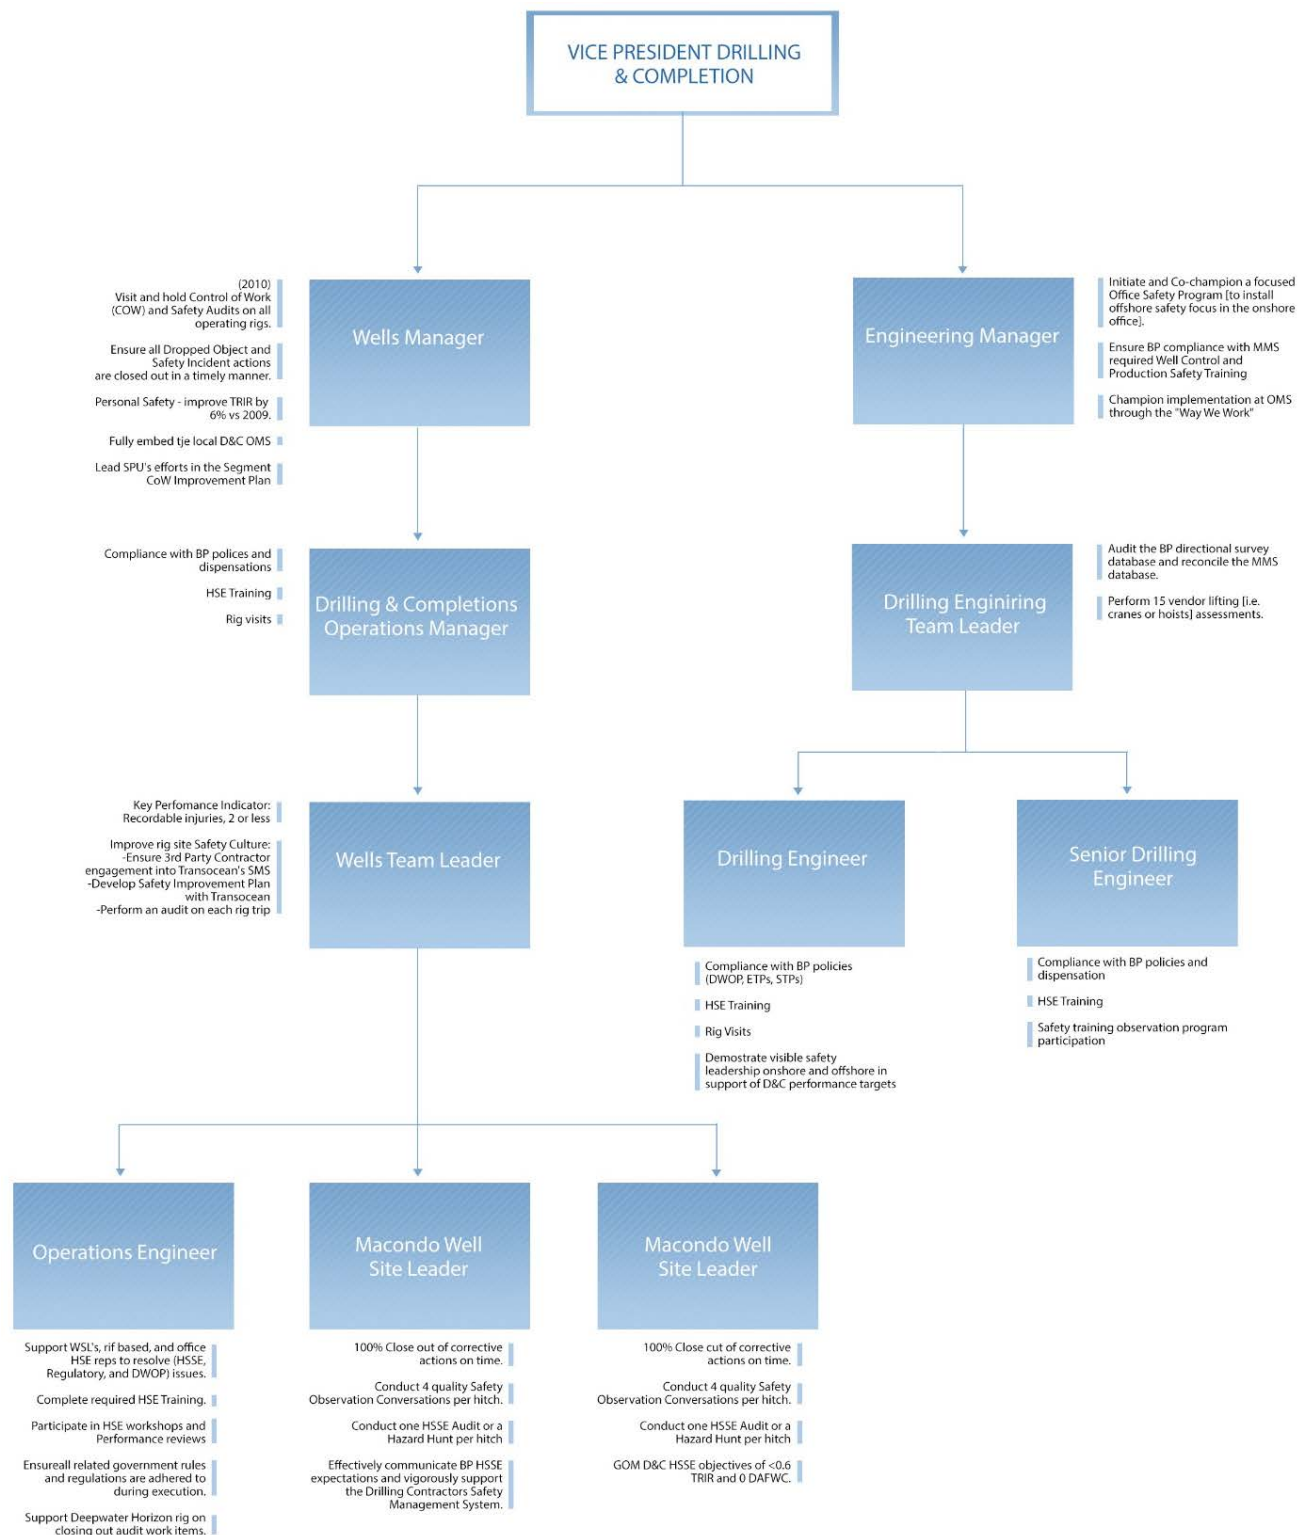 VICE PRESIDENT DRILLING
& COMPLETION
(2010)
Visit and hold Control of Work
(COW) and Safety Audits on all
operating rigs.
Ensure all Dropped Object and
Safety Incident actions
are closed out in a timely manner.
Personal Safety - improve TRIR by
6% vs 2009.
Fully embed tje local D&C OMS
Lead SPU's efforts in the Segment
CoW Improvement Plan
Wells Manager
Engineering Manager
Initiate and Co-champion a focused
Office Safety Program [to install
offshore safety focus in the onshore
office].
Ensure BP compliance with MMS
required Well Control and
Production Safety Training
Champion implementation at OMS
through the "Way We Work"
Compliance with BP polices and
dispensations
HSE Training
Rig visits
Drilling & Completions
Operations Manager
Drilling Enginiring
Team Leader
Audit the BP directional survey
database and reconcile the MMS
database.
Perform 15 vendor lifting [i.e.
cranes or hoists] assessments.
Key Perfomance Indicator:
Recordable injuries, 2 or less
Improve rig site Safety Culture:
-Ensure 3rd Party Contractor
engagement into Transocean's SMS
-Develop Safety Improvement Plan
with Transocean
-Perform an audit on each rig trip
Wells Team Leader
Drilling Engineer
Senior Drilling
Engineer
Compliance with BP policies
(DWOP, ETPs, STPs)
HSE Training
Rig Visits
Demostrate visible safety
leadership onshore and offshore in
support of D&C performance targets
Compliance with BP policies and
dispensation
HSE Training
Safety training observation program
participation
Operations Engineer
Macondo Well
Site Leader
Macondo Well
Site Leader
Support WSL's, rif based, and office
HSE reps to resolve (HSSE,
Regulatory, and DWOP) issues.
Complete required HSE Training.
Participate in HSE workshops and
Performance reviews
Ensureall related government rules
and regulations are adhered to
during execution.
Support Deepwater Horizon rig on
closing out audit work items.
100% Close out of corrective
actions on time.
Conduct 4 quality Safety
Observation Conversations per hitch.
Conduct one HSSE Audit or a
Hazard Hunt per hitch
Effectively communicate BP HSSE
expectations and vigorously support
the Drilling Contractors Safety
Management System.
100% Close cut of corrective
actions on time.
Conduct 4 quality Safety
Observation Conversations per hitch.
Conduct one HSSE Audit or a
Hazard Hunt per hitch
GOM D&C HSSE objectives of <0.6
TRIR and 0 DAFWC.